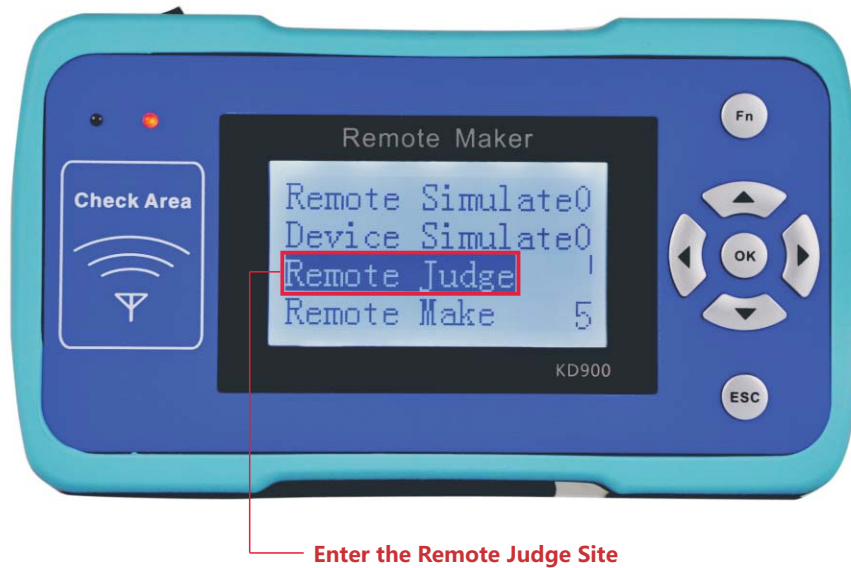 Fn
Remote Maker
Check Area
Remote Simulate0
Device Simulate0
Remote Judge
Remote Make 5
OK
KD900
ESC
Enter the Remote Judge Site